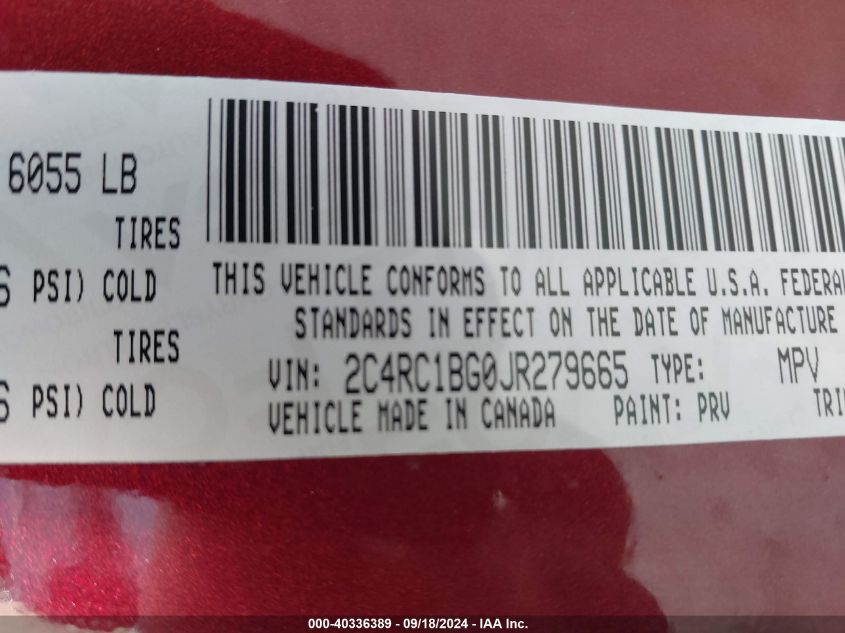 6055 LB
TIRES
PSI) COLD
TIRES
PSI) COLD
THIS VEHICLE CONFORMS TO ALL APPLICABLE U.S.A. FEDERAL
STANDARDS IN EFFECT ON THE DATE OF MANUFACTURE
VIN: 2C4RC1BG0JR279665 TYPE: MPV
VEHICLE MADE IN CANADA PAINT: PRV TRI
000-40336389 - 09/18/2024 - IAA Inc.